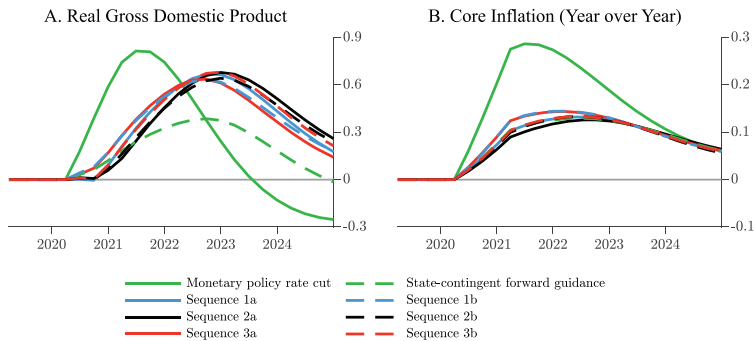 A. Real Gross Domestic Product
0.9
0.6
0.3
0
-0.3
2020 2021 2022 2023 2024
B. Core Inflation (Year over Year)
0.3
0.2
0.1
0
-0.1
2020 2021 2022 2023 2024
Monetary policy rate cut State-contingent forward guidance
Sequence 1a Sequence 1b
Sequence 2a Sequence 2b
Sequence 3a Sequence 3b